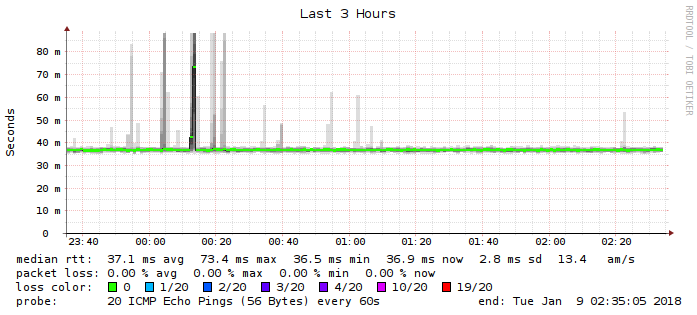 Last 3 Hours
RRDTOOL / TOBI OETIKER
Seconds
80 m
70 m
60 m
50 m
40 m
30 m
20 m
10 m
0
23:40 00:00 00:20 00:40 01:00 01:20 01:40 02:00 02:20
median rtt: 37.1 ms avg 73.4 ms max 36.5 ms min 36.9 ms now 2.8 ms sd 13.4 am/s
packet loss: 0.00 % avg 0.00 % max 0.00 % min 0.00 % now
loss color: 0 1/20 2/20 3/20 4/20 10/20 19/20
probe: 20 ICMP Echo Pings (56 Bytes) every 60s end: Tue Jan 9 02:35:05 2018